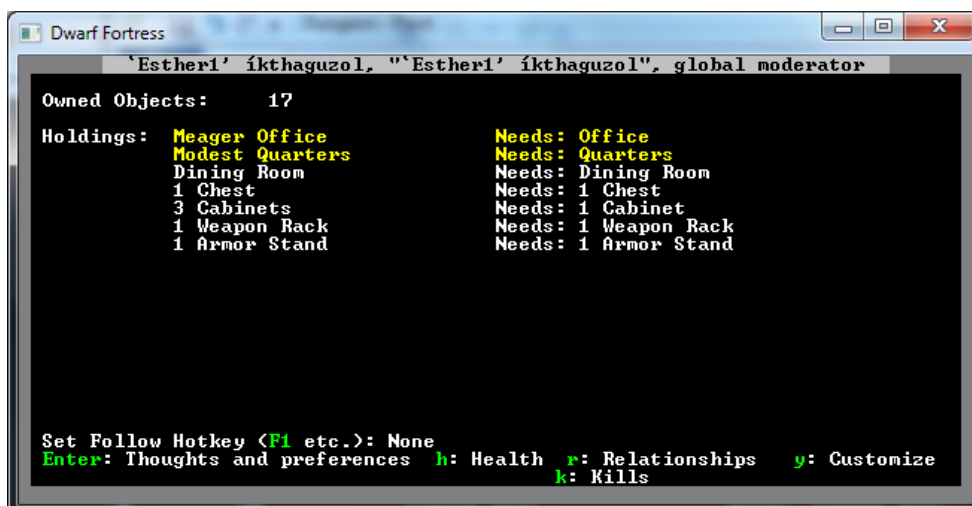 Dwarf Fortress
`Esther1' íkthaguzol, "`Esther1' íkthaguzol", global moderator
Owned Objects: 17
Holdings: Meager Office Needs: Office
Modest Quarters Needs: Quarters
Dining Room Needs: Dining Room
1 Chest Needs: 1 Chest
3 Cabinets Needs: 1 Cabinet
1 Weapon Rack Needs: 1 Weapon Rack
1 Armor Stand Needs: 1 Armor Stand
Set Follow Hotkey (F1 etc.): None
Enter: Thoughts and preferences h: Health r: Relationships y: Customize
k: Kills